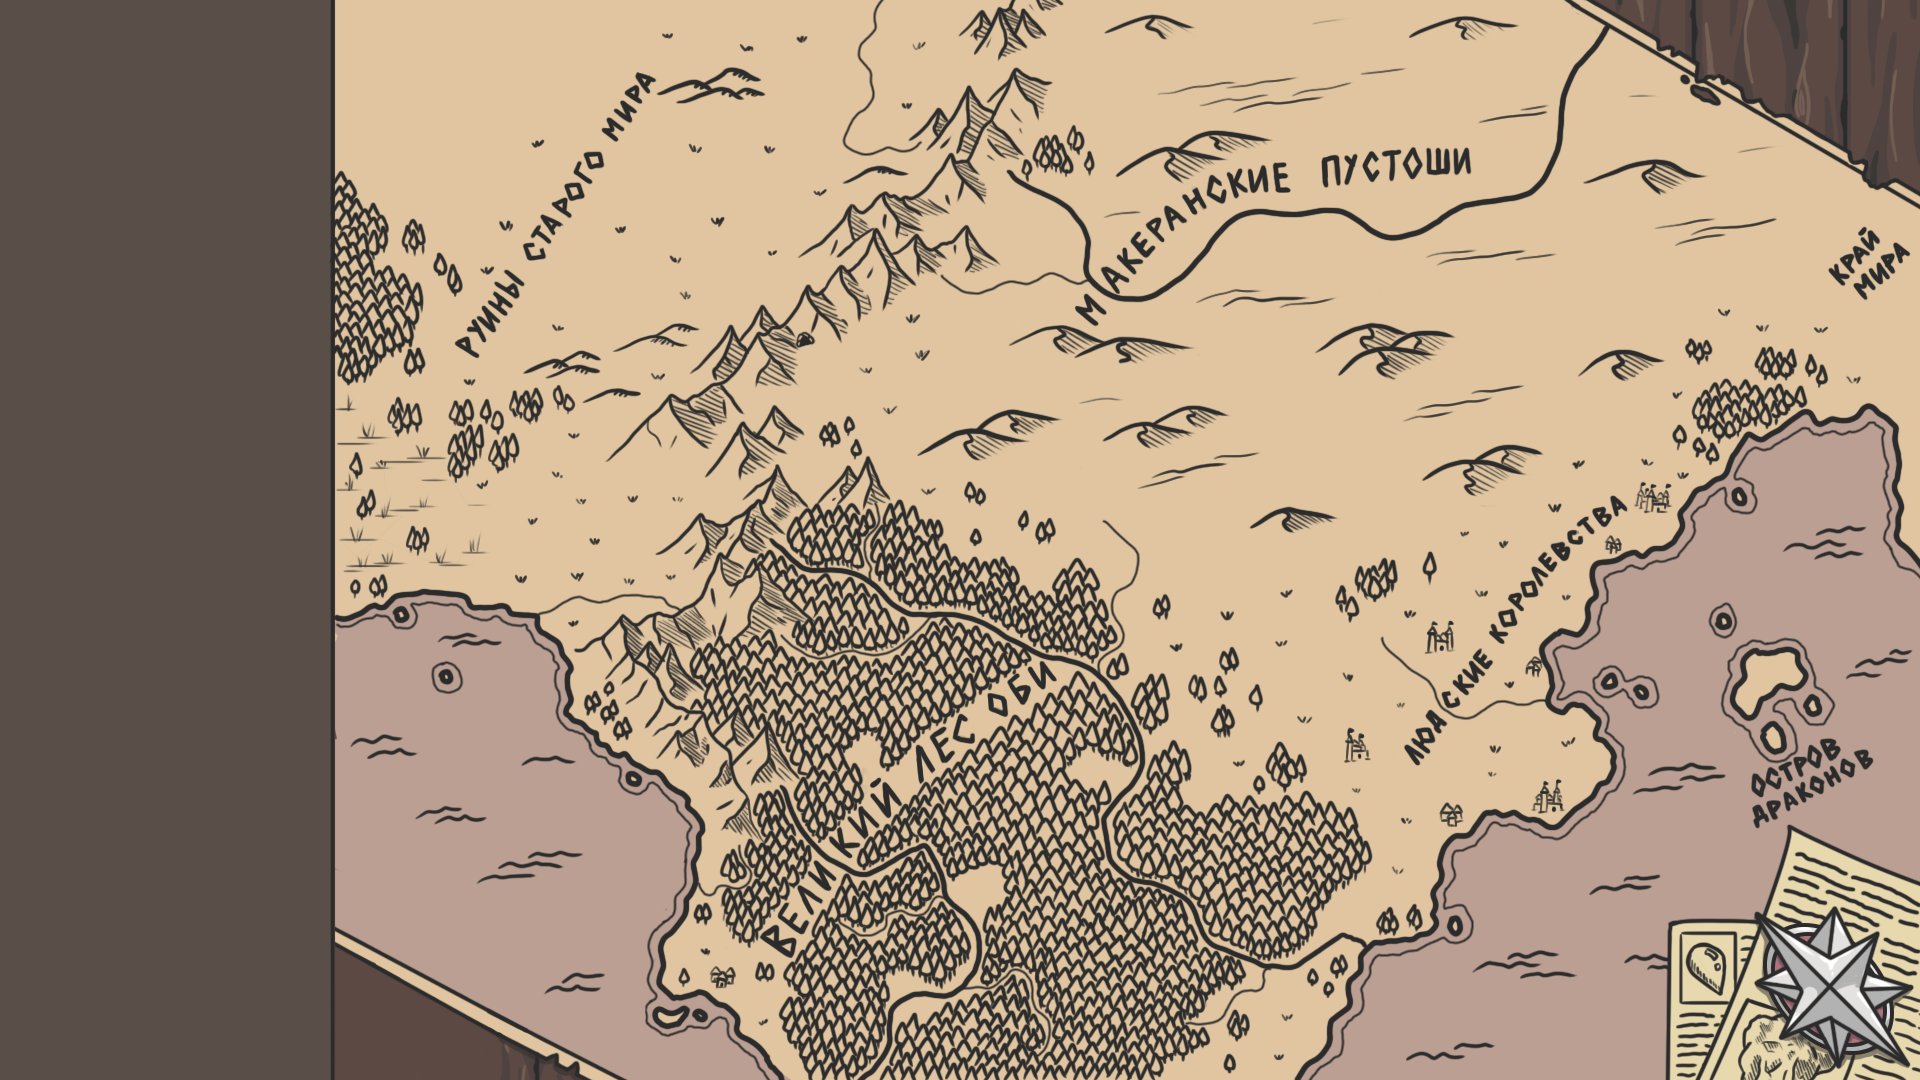 РУИНЫ СТАРОГО МИРА
МАКЕРАНСКИЕ ПУСТОШИ
КРАЙ
МИРА
ЛЮДСКИЕ КОРОЛЕВСТВА
ВЕЛИКИЙ ЛЕС ОБИ
ОСТРОВ
ДРАКОНОВ